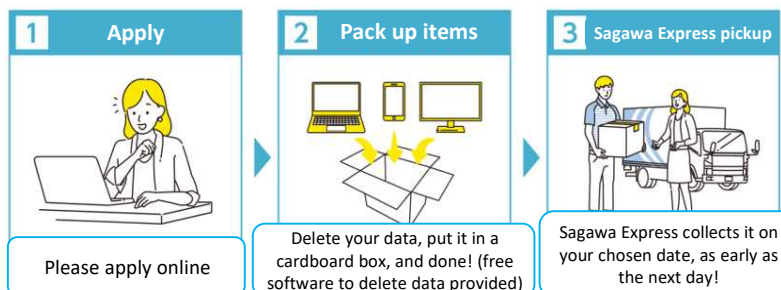 1 Apply
2 Pack up items
3 Sagawa Express pickup
Please apply online
Delete your data, put it in a
cardboard box, and done! (free
software to delete data provided)
Sagawa Express collects it on
your chosen date, as early as
the next day!